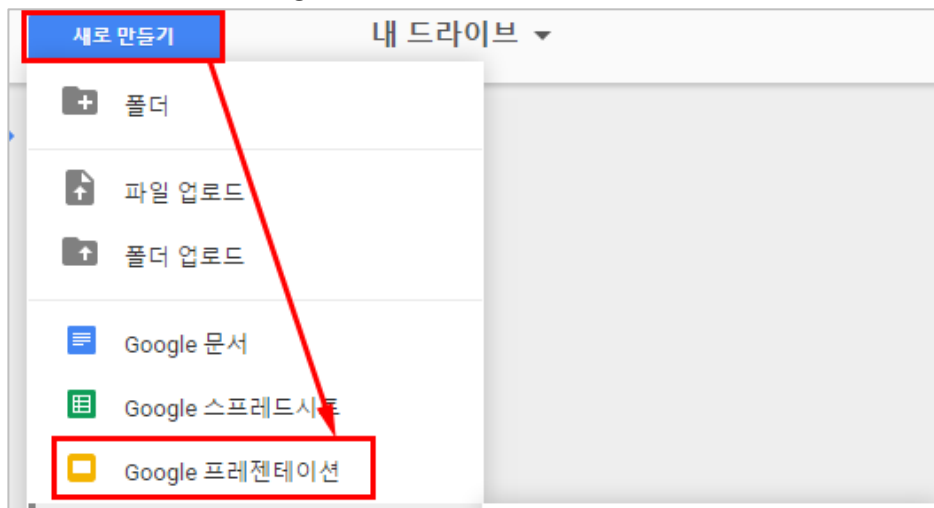 새로 만들기
내 드라이브
폴더
파일 업로드
폴더 업로드
Google 문서
Google 스프레드시트
Google 프레젠테이션